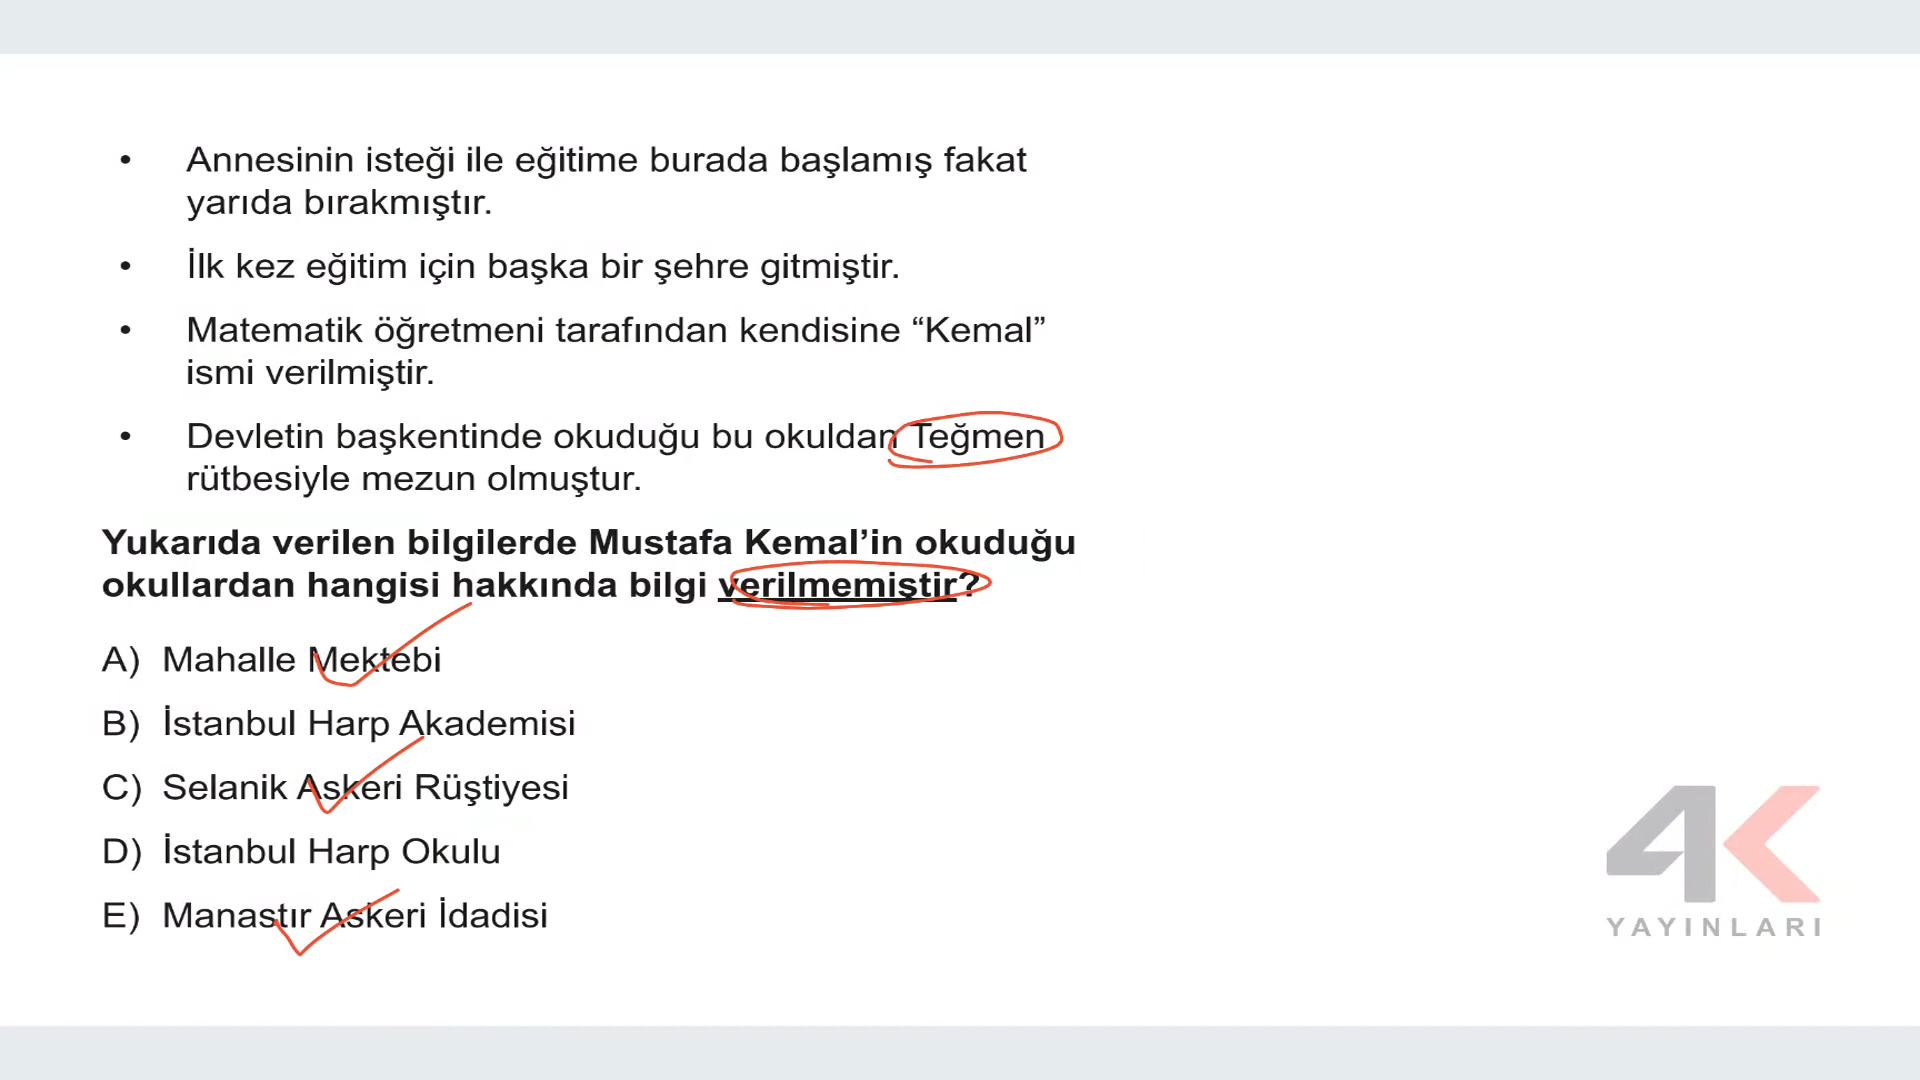 • Annesinin isteği ile eğitime burada başlamış fakat
yarıda bırakmıştır.
• İlk kez eğitim için başka bir şehre gitmiştir.
• Matematik öğretmeni tarafından kendisine “Kemal”
ismi verilmiştir.
• Devletin başkentinde okuduğu bu okuldan Teğmen
rütbesiyle mezun olmuştur.
Yukarıda verilen bilgilerde Mustafa Kemal’in okuduğu
okullardan hangisi hakkında bilgi verilmemiştir?
A) Mahalle Mektebi
B) İstanbul Harp Akademisi
C) Selanik Askeri Rüştiyesi
D) İstanbul Harp Okulu
E) Manastır Askeri İdadisi
4K
YAYINLARI